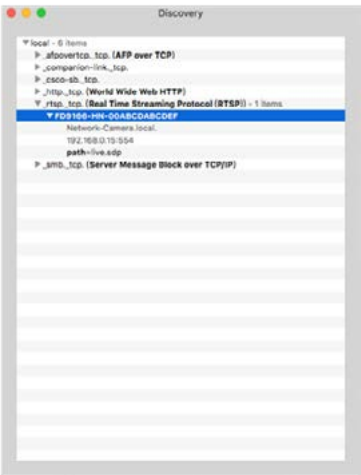 Discovery
local - 6 items
_afpovertcp._tcp. (AFP over TCP)
_companion-link._tcp.
_csco-sb._tcp.
_http._tcp. (World Wide Web HTTP)
_rtsp._tcp. (Real Time Streaming Protocol (RTSP)) - 1 items
FD9166-HN-00ABCDABCDEF
Network-Camera.local.
192.168.0.15:554
path=live.sdp
_smb._tcp. (Server Message Block over TCP/IP)